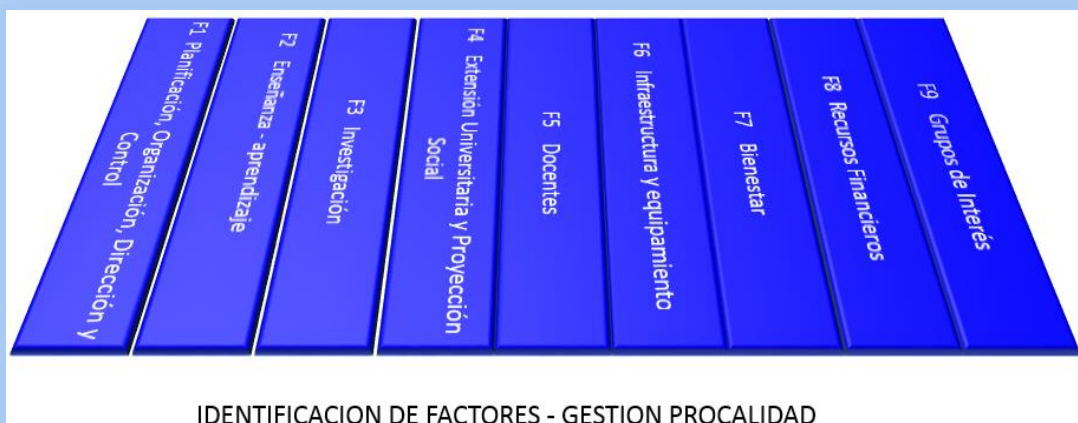 F1 Planificación, Organización, Dirección y
Control
F2 Enseñanza - aprendizaje
F3 Investigación
F4 Extensión Universitaria y Proyección
Social
F5 Docentes
F6 Infraestructura y equipamiento
F7 Bienestar
F8 Recursos Financieros
F9 Grupos de Interés
IDENTIFICACION DE FACTORES - GESTION PROCALIDAD